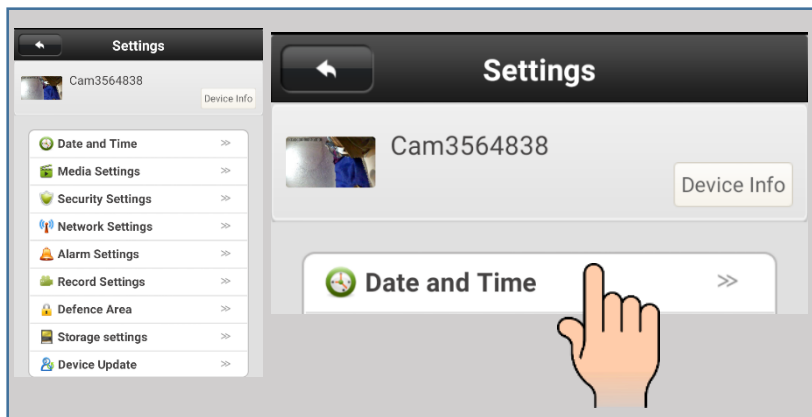 Settings
Cam3564838
Device Info
Date and Time
Media Settings
Security Settings
Network Settings
Alarm Settings
Record Settings
Defence Area
Storage settings
Device Update
Settings
Cam3564838
Device Info
Date and Time